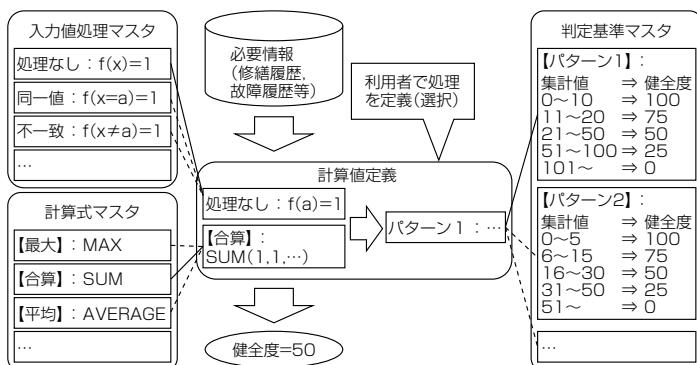 入力値処理マスタ
処理なし：f(x)=1
同一値：f(x=a)=1
不一致：f(x≠a)=1
…
計算式マスタ
【最大】：MAX
【合算】：SUM
【平均】：AVERAGE
…
必要情報
（修繕履歴，
故障履歴等）
利用者で処理
を定義（選択）
計算値定義
処理なし：f(a)=1
【合算】：
SUM(1,1,…)
パターン1：…
健全度=50
判定基準マスタ
【パターン1】：
集計値 ⇒ 健全度
0～10 ⇒ 100
11～20 ⇒ 75
21～50 ⇒ 50
51～100 ⇒ 25
101～ ⇒ 0
【パターン2】：
集計値 ⇒ 健全度
0～5 ⇒ 100
6～15 ⇒ 75
16～30 ⇒ 50
31～50 ⇒ 25
51～ ⇒ 0
…